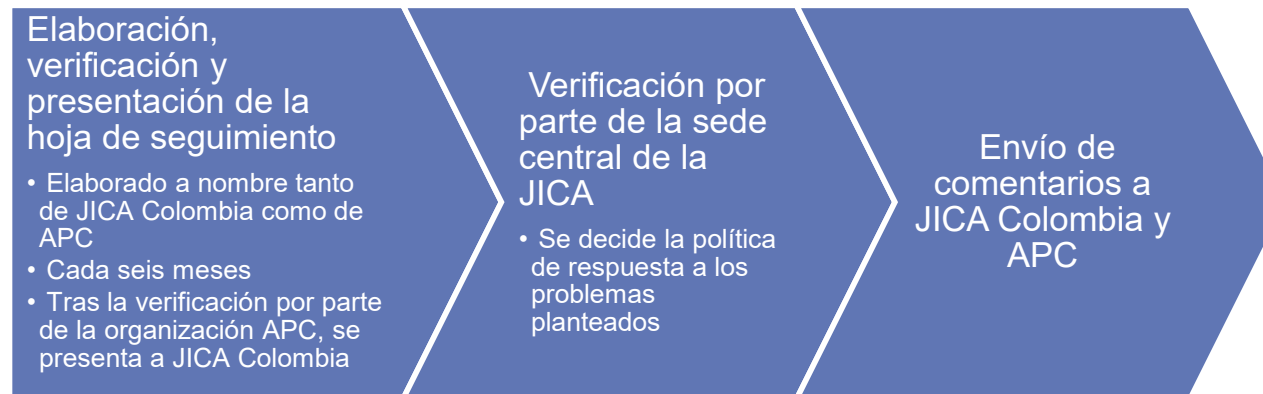 Elaboración,
verificación y
presentación de la
hoja de seguimiento
• Elaborado a nombre tanto
de JICA Colombia como de
APC
• Cada seis meses
• Tras la verificación por parte
de la organización APC, se
presenta a JICA Colombia
Verificación por
parte de la sede
central de la
JICA
• Se decide la política
de respuesta a los
problemas
planteados
Envío de
comentarios a
JICA Colombia y
APC